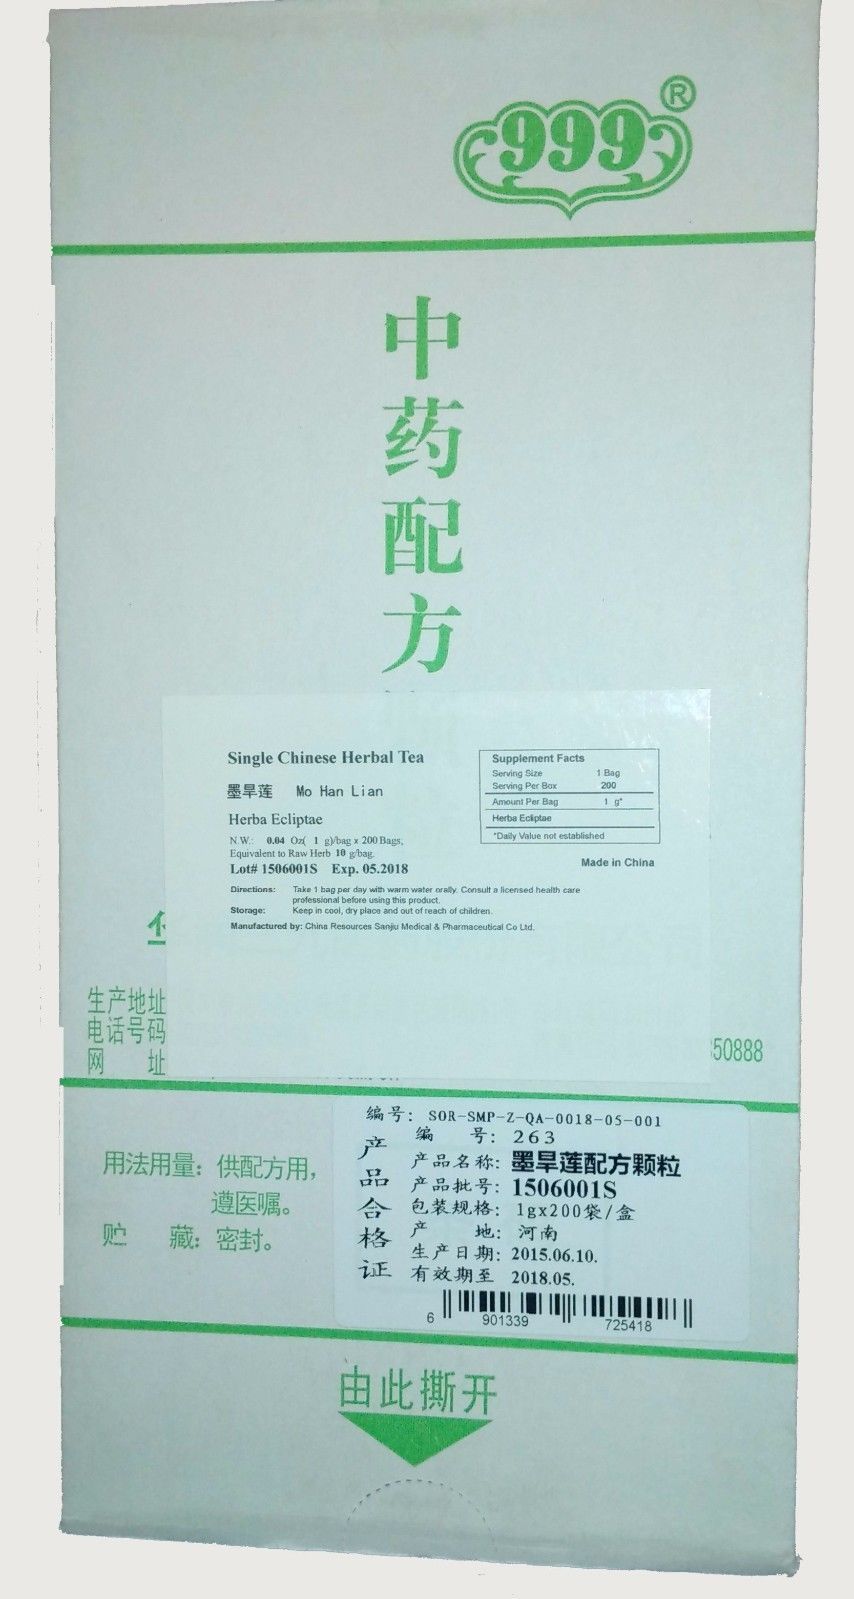 999®
中药配方
Single Chinese Herbal Tea
墨旱莲 Mo Han Lian
Herba Ecliptae
N.W.: 0.04 Oz( 1 g)/bag x 200 Bags,
Equivalent to Raw Herb 10 g/bag.
Lot# 1506001S Exp. 05.2018
Supplement Facts
Serving Size 1 Bag
Serving Per Box 200
Amount Per Bag 1 g*
Herba Ecliptae
*Daily Value not established
Made in China
Directions: Take 1 bag per day with warm water orally. Consult a licensed health care
professional before using this product.
Storage: Keep in cool, dry place and out of reach of children.
Manufactured by: China Resources Sanjiu Medical & Pharmaceutical Co Ltd.
生产地址
电话号码
50888
网 址
用法用量：供配方用，
遵医嘱。
贮 藏：密封。
产品合格证
编号: SOR-SMP-Z-QA-0018-05-001
编 号: 263
产品名称: 墨旱莲配方颗粒
产品批号: 1506001S
包装规格: 1gx200袋/盒
产 地: 河南
生产日期: 2015.06.10.
有效期至 2018.05.
6 901339 725418
由此撕开